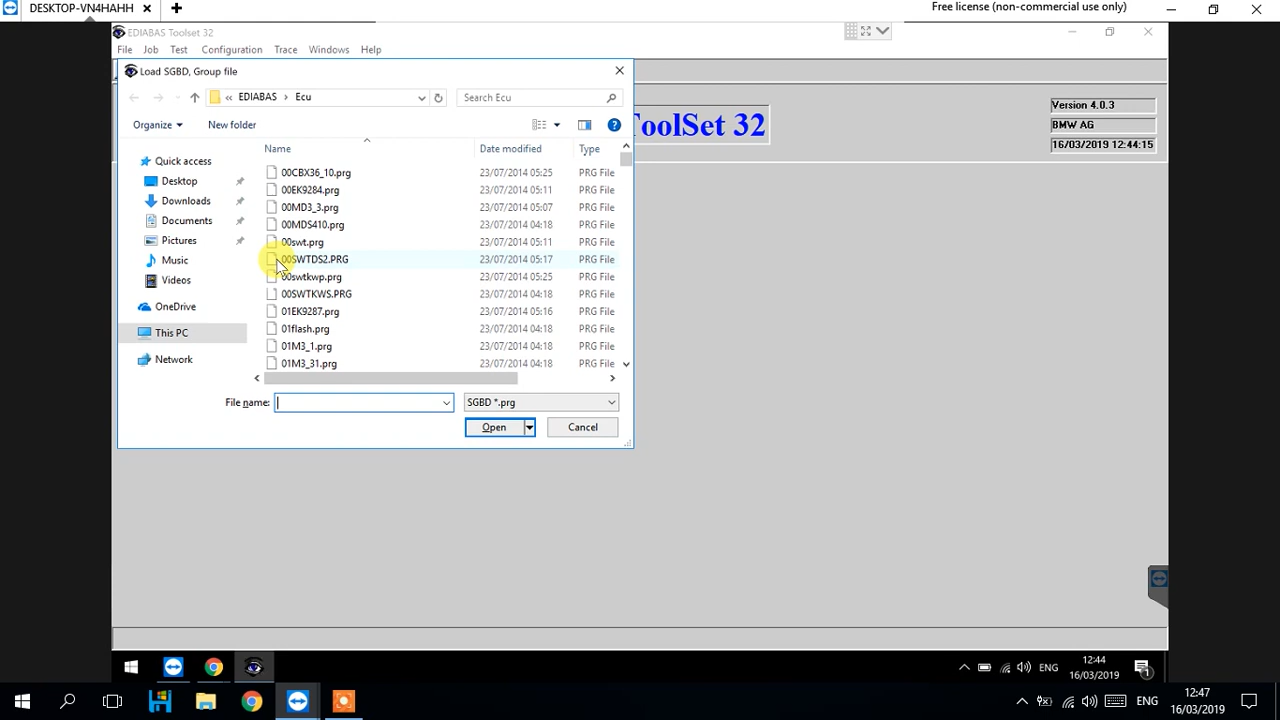 DESKTOP-VN4HAHH
Free license (non-commercial use only)
EDIABAS Toolset 32
File Job Test Configuration Trace Windows Help
Load SGBD, Group file
« EDIABAS › Ecu
Search Ecu
Organize
New folder
Name Date modified Type
Quick access
Desktop
Downloads
Documents
Pictures
Music
Videos
OneDrive
This PC
Network
00CBX36_10.prg 23/07/2014 05:25 PRG File
00EK9284.prg 23/07/2014 05:11 PRG File
00MD3_3.prg 23/07/2014 05:07 PRG File
00MDS410.prg 23/07/2014 04:18 PRG File
00swt.prg 23/07/2014 05:11 PRG File
00SWTDS2.PRG 23/07/2014 05:17 PRG File
00swtkwp.prg 23/07/2014 05:25 PRG File
00SWTKWS.PRG 23/07/2014 04:18 PRG File
01EK9287.prg 23/07/2014 05:16 PRG File
01flash.prg 23/07/2014 04:18 PRG File
01M3_1.prg 23/07/2014 04:18 PRG File
01M3_31.prg 23/07/2014 04:18 PRG File
File name:
SGBD *.prg
Open
Cancel
ToolSet 32
Version 4.0.3
BMW AG
16/03/2019 12:44:15
ENG
12:44
16/03/2019
1
ENG
12:47
16/03/2019